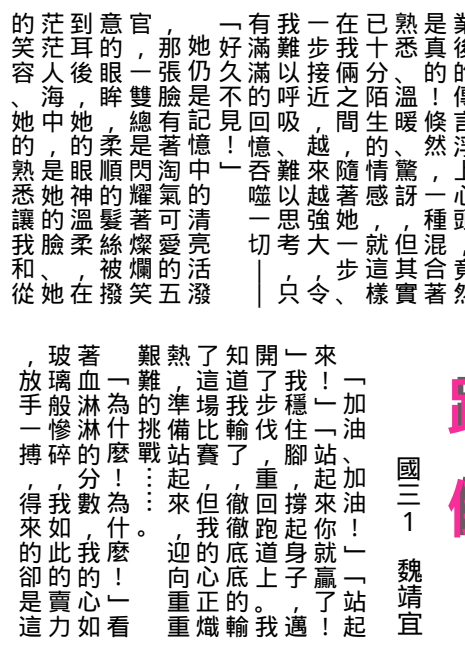 業後的傳言浮上心頭，竟然
是真的！倏然，一種混合著
熟悉、溫暖、驚訝，但其實
已十分陌生的情感，就這樣
在我倆之間，隨著她一步、
一步接近，越來越強大，令
我難以呼吸、難以思考，只
有滿滿的回憶吞噬一切——
「好久不見！」
她仍是記憶中的清亮活潑
，那張臉有著淘氣可愛的五
官，一雙總是閃耀著燦爛笑
意的眼眸，柔順的髮絲被撥
到耳後，她的眼神溫柔，在
茫茫人海中，是她的臉、她
的笑容、她的熟悉讓我和從
國三1 魏靖宜
「加油、加油！」「站起
來！」「站起來你就贏了！
」我穩住腳，撐起身子，邁
開了步伐，重回跑道上。我
知道我輸了，徹徹底底的輸
了這場比賽，但我的心正熾
熱，準備站起來，迎向重重
艱難的挑戰……。
「為什麼！為什麼！」看
著血淋淋的分數，我的心如
玻璃般慘碎，我如此的賣力
，放手一搏，得來的卻是這